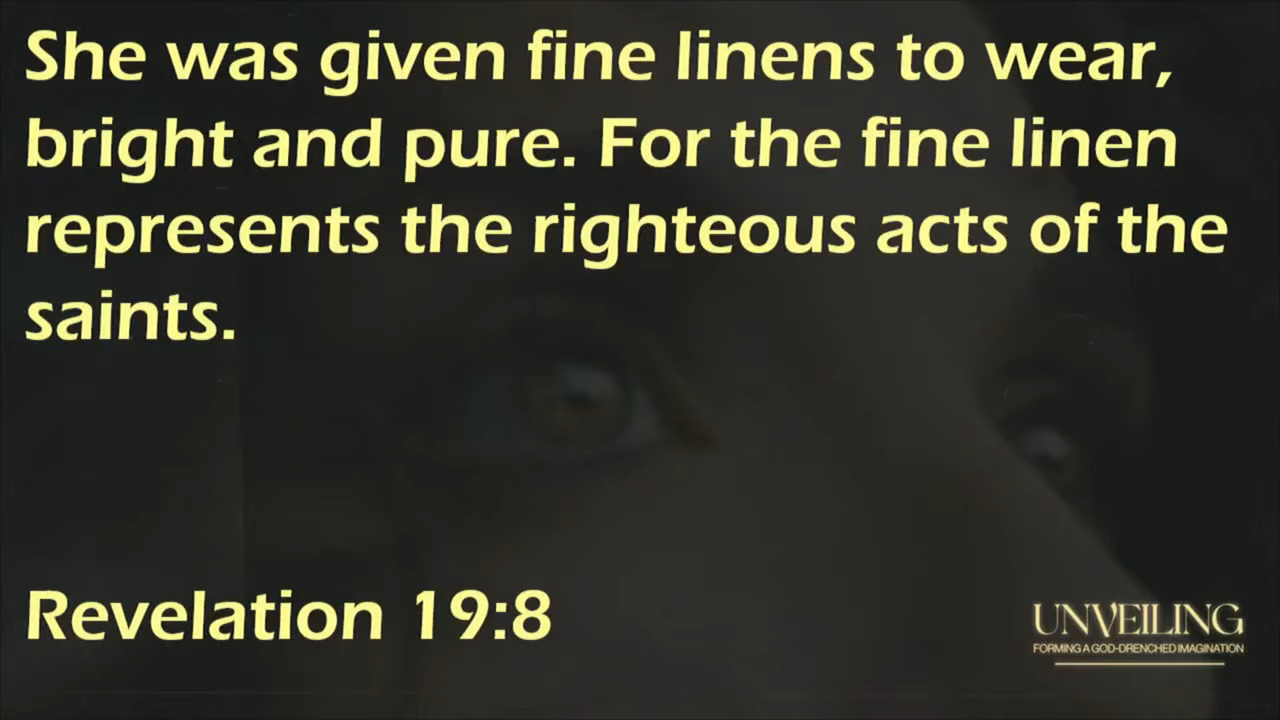 She was given fine linens to wear,
bright and pure. For the fine linen
represents the righteous acts of the
saints.
Revelation 19:8
UNVEILING
FORMING A GOD-DRENCHED IMAGINATION